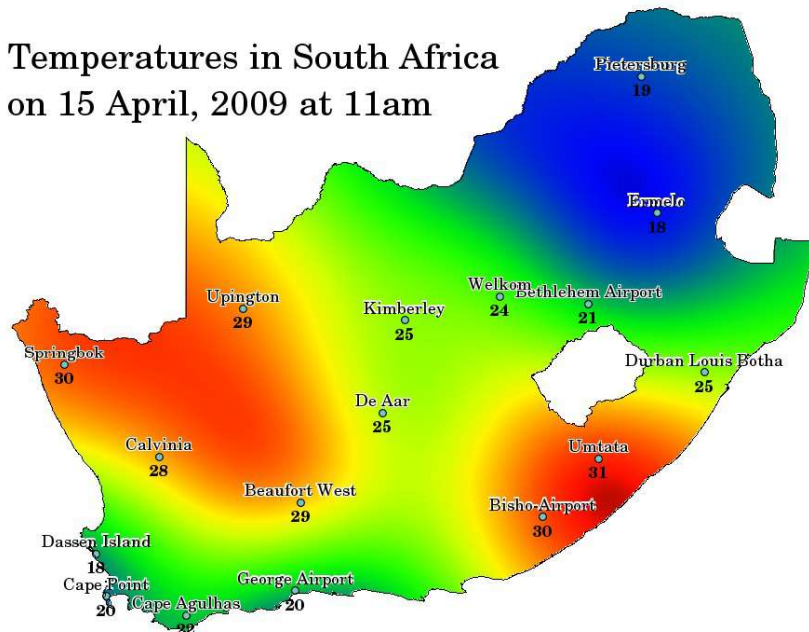 Temperatures in South Africa
on 15 April, 2009 at 11am
Pietersburg
19
Ermelo
18
Welkom
24
Bethlehem Airport
21
Upington
29
Kimberley
25
Springbok
30
Durban Louis Botha
25
De Aar
25
Calvinia
28
Umtata
31
Beaufort West
29
Bisho-Airport
30
Dassen Island
18
Cape Point
20
George Airport
20
Cape Agulhas
22